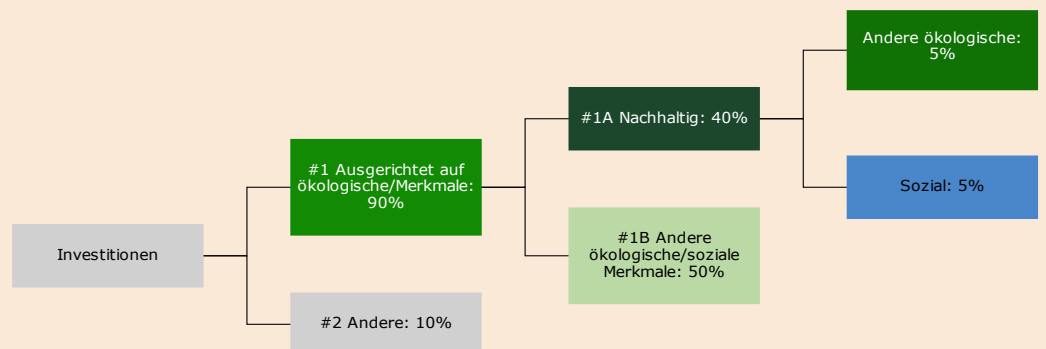 Andere ökologische:
5%
#1A Nachhaltig: 40%
#1 Ausgerichtet auf
ökologische/Merkmale:
90%
Sozial: 5%
#1B Andere
ökologische/soziale
Merkmale: 50%
Investitionen
#2 Andere: 10%